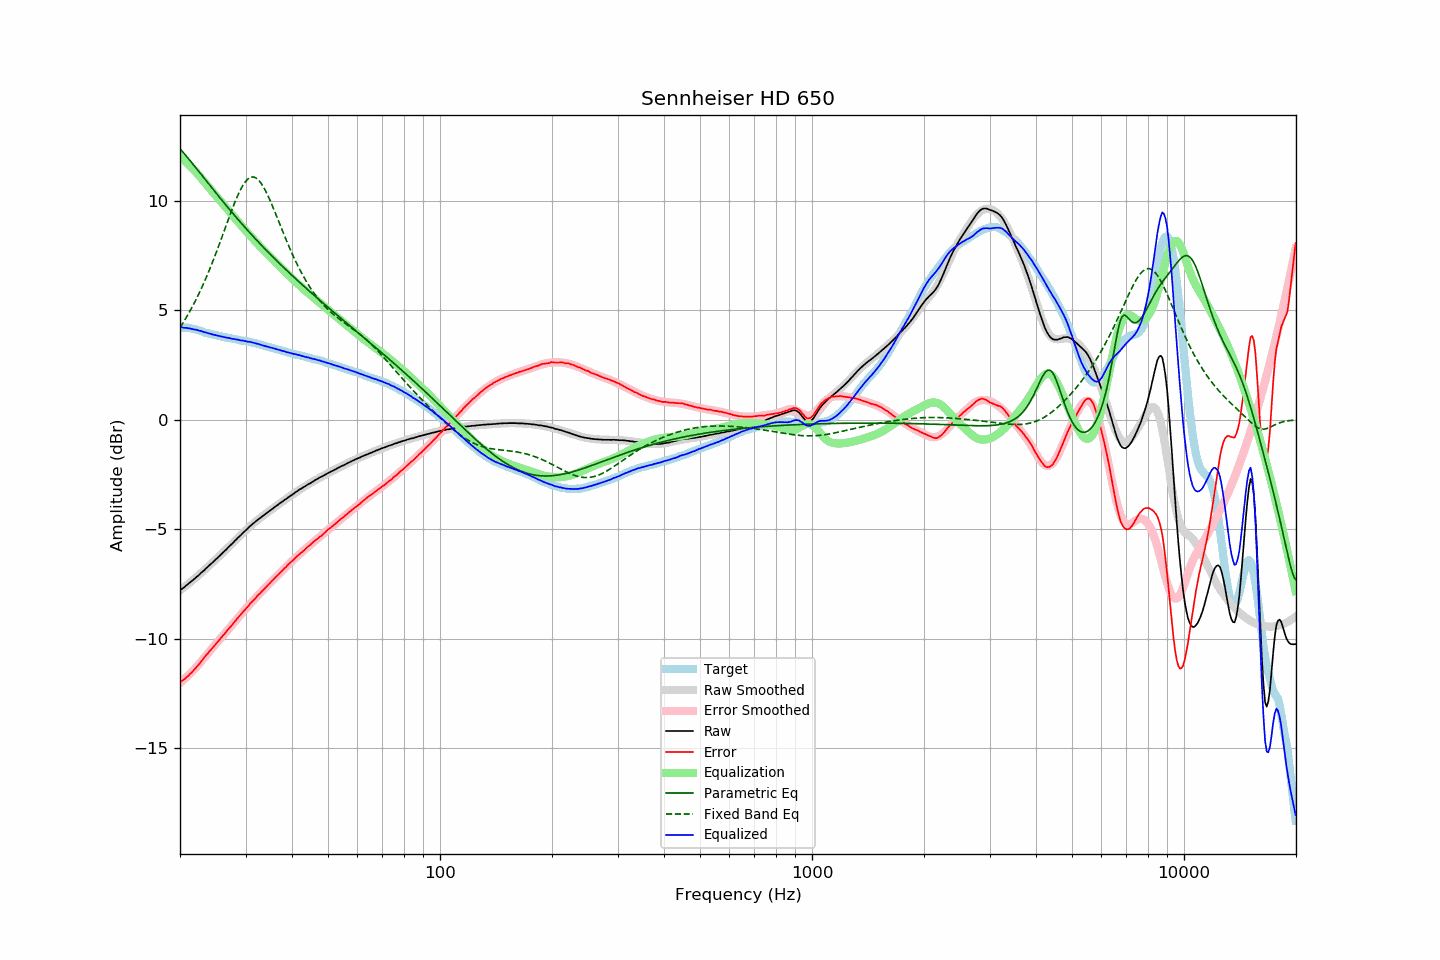 Sennheiser HD 650
Amplitude (dBr)
10
5
0
−5
−10
−15
Target
Raw Smoothed
Error Smoothed
Raw
Error
Equalization
Parametric Eq
Fixed Band Eq
Equalized
100
1000
10000
Frequency (Hz)